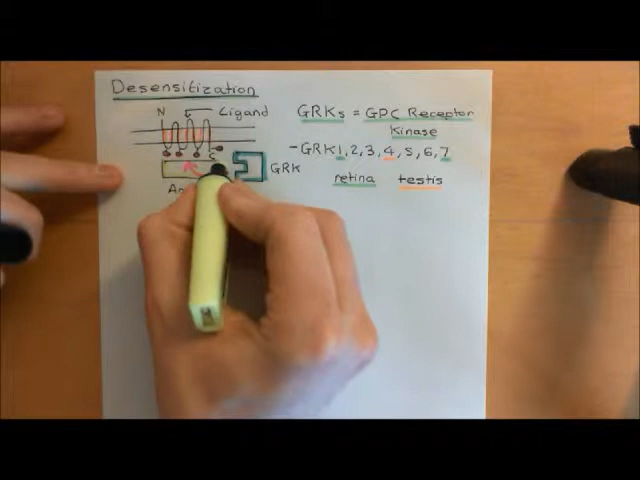 Desensitization
N Ligand
C
GRK
GRKs = GPC Receptor
Kinase
- GRK1, 2, 3, 4, 5, 6, 7
retina testis